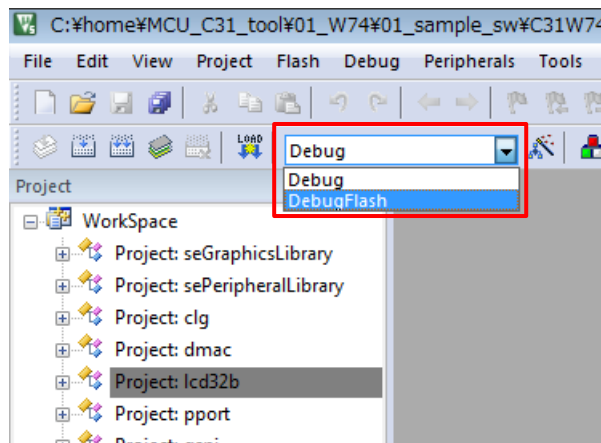 C:¥home¥MCU_C31_tool¥01_W74¥01_sample_sw¥C31W74
File Edit View Project Flash Debug Peripherals Tools
LOAD
Debug
Debug
DebugFlash
Project
WorkSpace
Project: seGraphicsLibrary
Project: sePeripheralLibrary
Project: clg
Project: dmac
Project: lcd32b
Project: pport